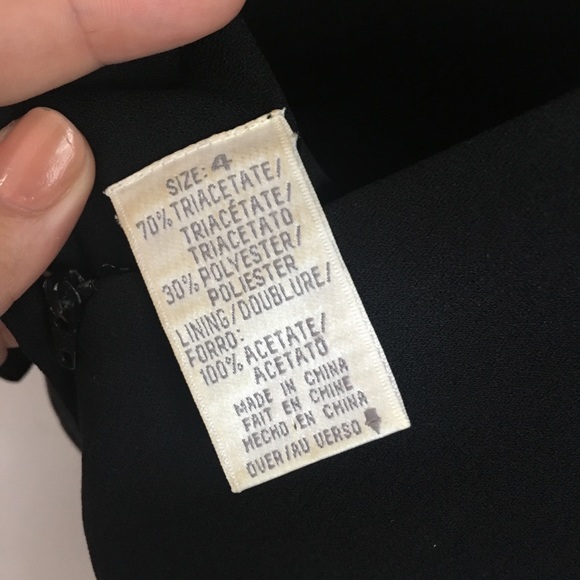 SIZE: 4
70% TRIACETATE/
TRIACÉTATE/
TRIACETATO
30% POLYESTER/
POLIESTER
LINING/DOUBLURE/
FORRO:
100% ACETATE/
ACETATO
MADE IN CHINA
FAIT EN CHINE
HECHO EN CHINA
OVER/AU VERSO